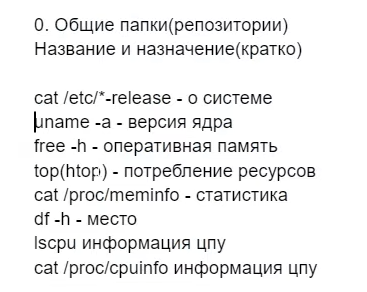 0. Общие папки(репозитории)
Название и назначение(кратко)
cat /etc/*-release - о системе
uname -a - версия ядра
free -h - оперативная память
top(htop) - потребление ресурсов
cat /proc/meminfo - статистика
df -h - место
lscpu информация цпу
cat /proc/cpuinfo информация цпу